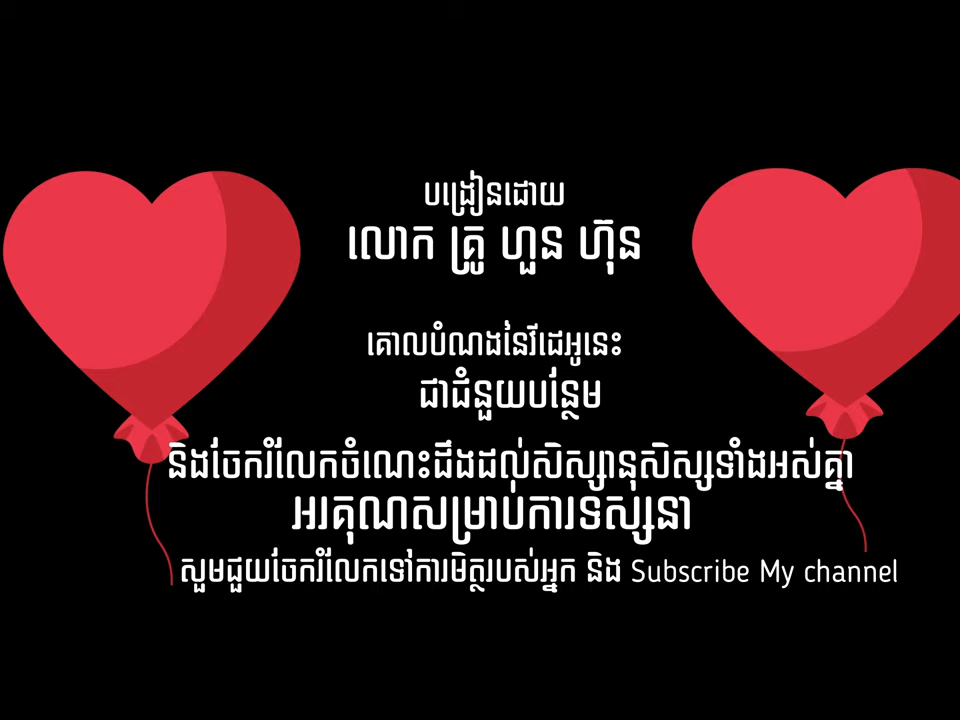 បង្រៀនដោយ
លោក គ្រូ ហួន ហ៊ុន
គោលបំណងនៃវីដេអូនេះ
ជាជំនួយបន្ថែម
និងចែករំលែកចំណេះដឹងដល់សិស្សានុសិស្សទាំងអស់គ្នា
អរគុណសម្រាប់ការទស្សនា
សូមជួយចែករំលែកទៅការមិត្ថរបស់អ្នក និង Subscribe My channel